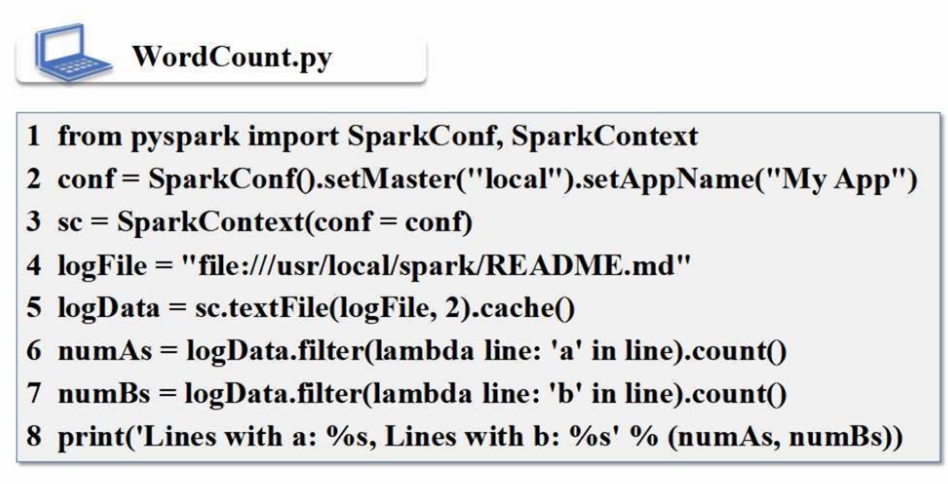 WordCount.py
1 from pyspark import SparkConf, SparkContext
2 conf = SparkConf().setMaster("local").setAppName("My App")
3 sc = SparkContext(conf = conf)
4 logFile = "file:///usr/local/spark/README.md"
5 logData = sc.textFile(logFile, 2).cache()
6 numAs = logData.filter(lambda line: 'a' in line).count()
7 numBs = logData.filter(lambda line: 'b' in line).count()
8 print('Lines with a: %s, Lines with b: %s' % (numAs, numBs))